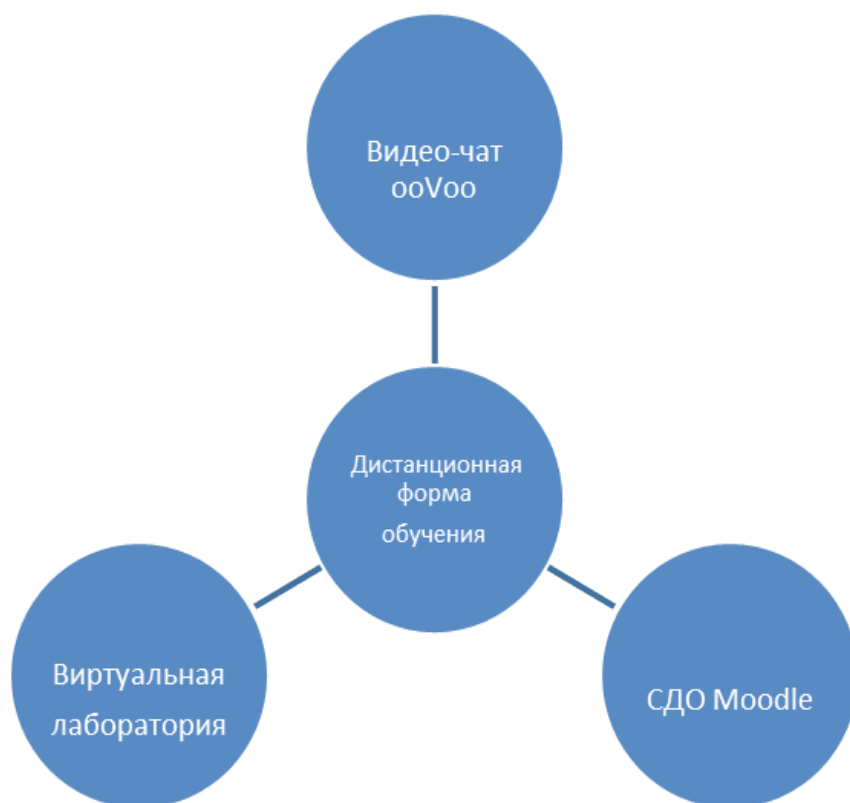 Видео-чат
ooVoo
Дистанционная
форма
обучения
Виртуальная
лаборатория
СДО Moodle